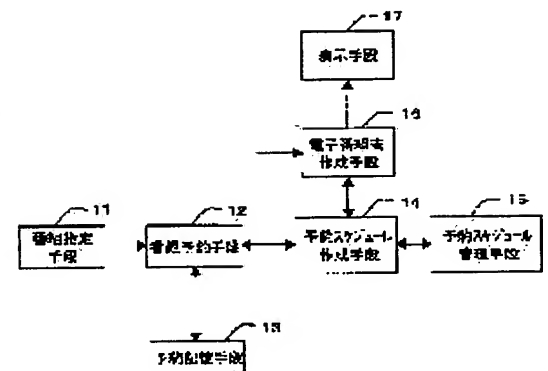 17
表示手段
16
電子番組表
作成手段
11
番組指定
手段
12
番組予約手段
14
予約スケジュール
作成手段
15
予約スケジュール
管理手段
13
予約記憶手段